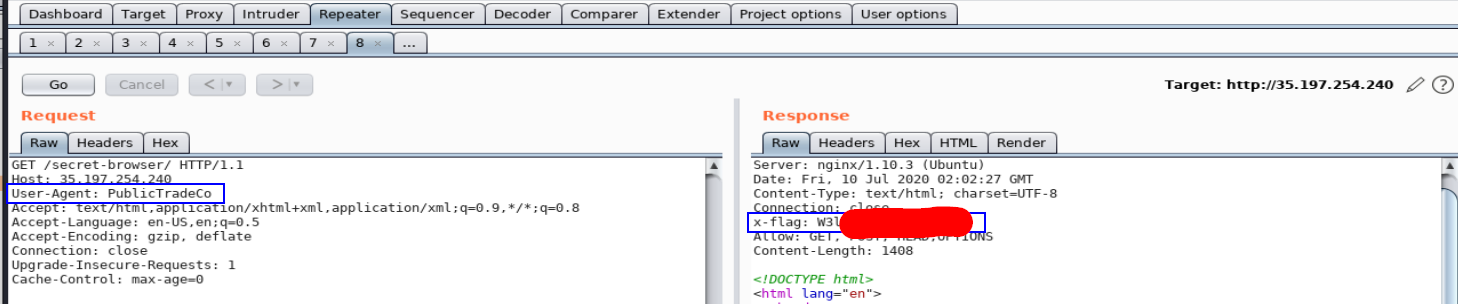 Dashboard Target Proxy Intruder Repeater Sequencer Decoder Comparer Extender Project options User options
1 × 2 × 3 × 4 × 5 × 6 × 7 × 8 × ...
Go Cancel < > Target: http://35.197.254.240 ?
Request
Raw Headers Hex
GET /secret-browser/ HTTP/1.1
Host: 35.197.254.240
User-Agent: PublicTradeCo
Accept: text/html,application/xhtml+xml,application/xml;q=0.9,*/*;q=0.8
Accept-Language: en-US,en;q=0.5
Accept-Encoding: gzip, deflate
Connection: close
Upgrade-Insecure-Requests: 1
Cache-Control: max-age=0
Response
Raw Headers Hex HTML Render
Server: nginx/1.10.3 (Ubuntu)
Date: Fri, 10 Jul 2020 02:02:27 GMT
Content-Type: text/html; charset=UTF-8
Connection: close
x-flag: W3l
Allow: GET, POST, HEAD,OPTIONS
Content-Length: 1408
<!DOCTYPE html>
<html lang="en">